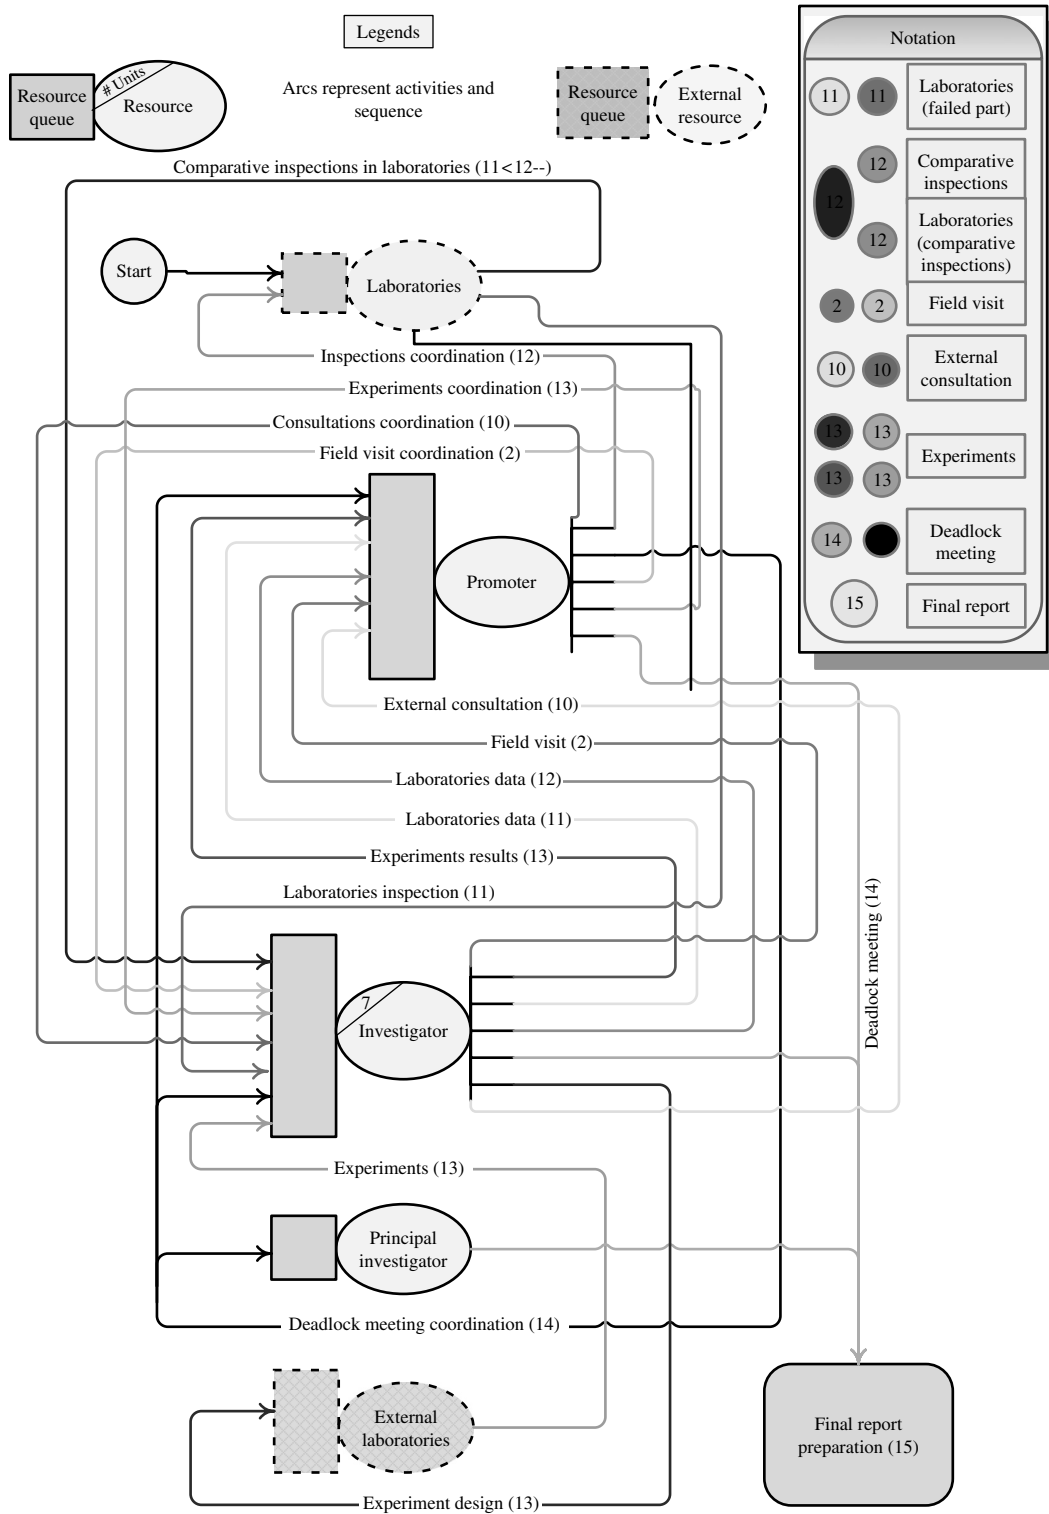 Legends
Resource
queue
# Units
Resource
Arcs represent activities and
sequence
Resource
queue
External
resource
Comparative inspections in laboratories (11<12--)
Start
Laboratories
Inspections coordination (12)
Experiments coordination (13)
Consultations coordination (10)
Field visit coordination (2)
Promoter
External consultation (10)
Field visit (2)
Laboratories data (12)
Laboratories data (11)
Experiments results (13)
Laboratories inspection (11)
Deadlock meeting (14)
7
Investigator
Experiments (13)
Principal
investigator
Deadlock meeting coordination (14)
External
laboratories
Experiment design (13)
Final report
preparation (15)
Notation
11 11
Laboratories
(failed part)
12
12
Comparative
inspections
12
Laboratories
(comparative
inspections)
2 2
Field visit
10 10
External
consultation
13 13
13 13
Experiments
14
Deadlock
meeting
15
Final report